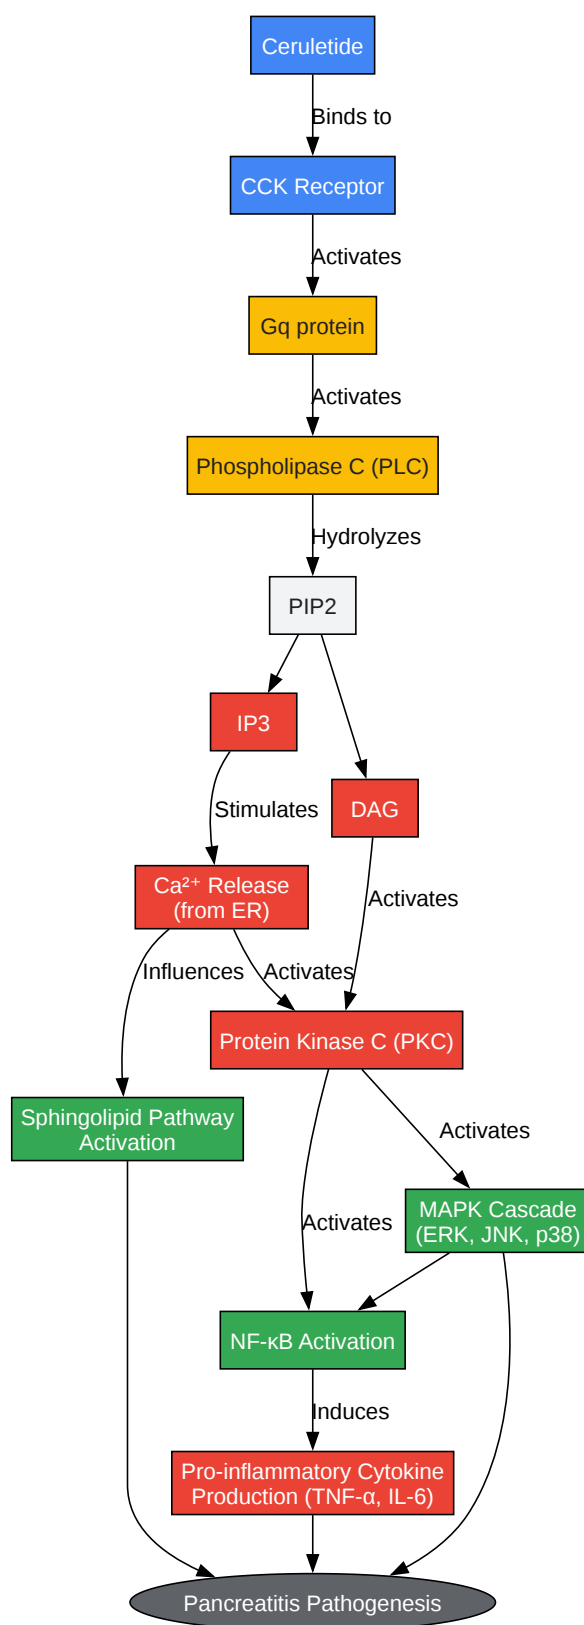 Ceruletide
Binds to
CCK Receptor
Activates
Gq protein
Activates
Phospholipase C (PLC)
Hydrolyzes
PIP2
IP3
Stimulates
DAG
Ca²⁺ Release
(from ER)
Activates
Influences
Activates
Protein Kinase C (PKC)
Sphingolipid Pathway
Activation
Activates
MAPK Cascade
(ERK, JNK, p38)
Activates
NF-κB Activation
Induces
Pro-inflammatory Cytokine
Production (TNF-α, IL-6)
Pancreatitis Pathogenesis